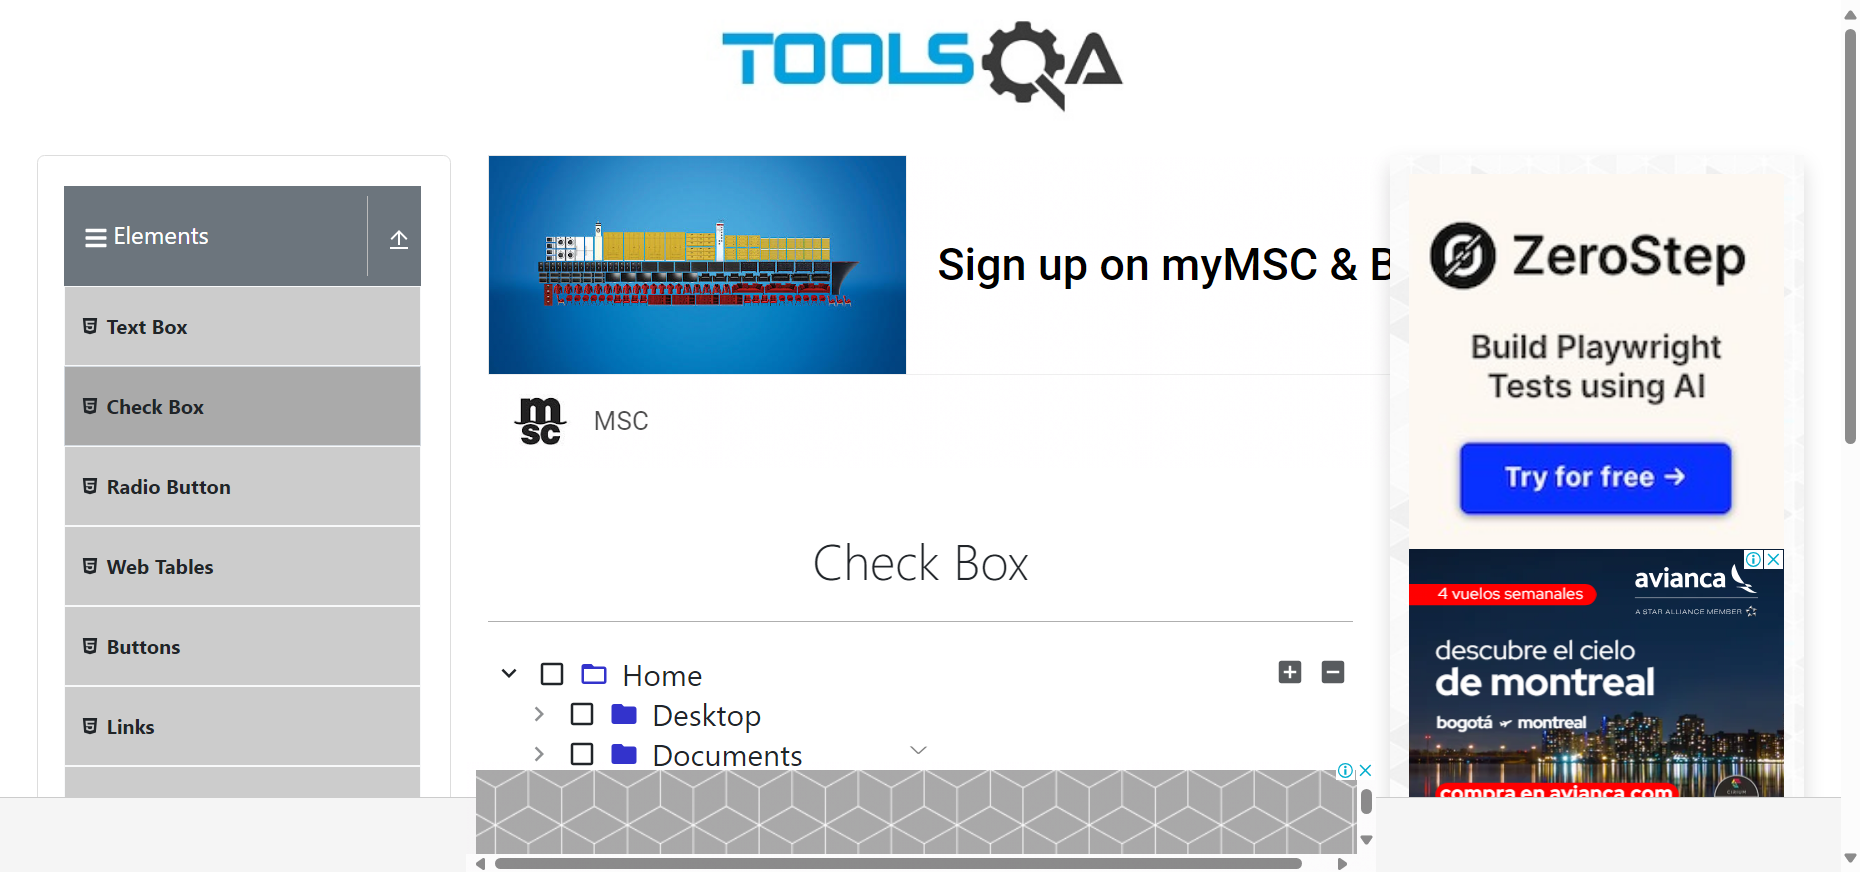 TOOLSQA
Elements
Text Box
Check Box
Radio Button
Web Tables
Buttons
Links
Sign up on myMSC & B
msc
MSC
Check Box
Home
Desktop
Documents
ZeroStep
Build Playwright
Tests using AI
Try for free →
4 vuelos semanales
avianca
A STAR ALLIANCE MEMBER
descubre el cielo
de montreal
bogotá montreal
compra en avianca.com